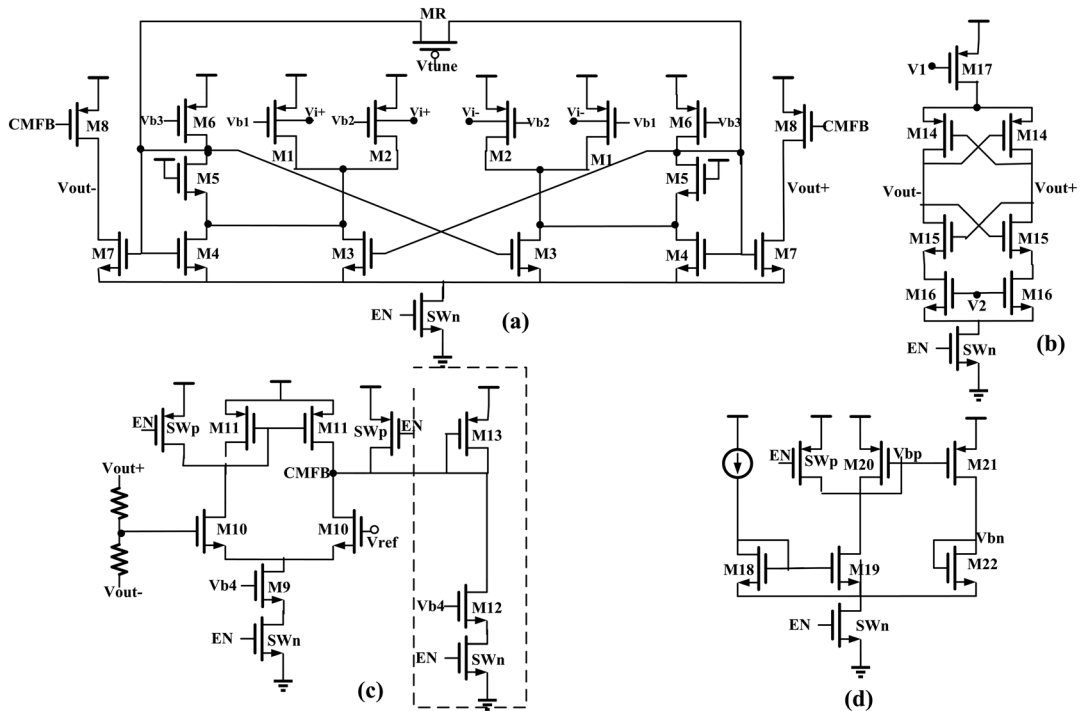 MR
Vtune
CMFB
M8
Vb3
M6
Vb1
Vi+
M1
Vb2
Vi+
M2
Vi-
Vb2
M2
Vi-
Vb1
M1
M6
Vb3
M8
CMFB
M5
M5
Vout-
Vout+
M7
M4
M3
M3
M4
M7
EN
SWn
(a)
V1
M17
M14
M14
Vout-
Vout+
M15
M15
M16
V2
M16
EN
SWn
(b)
EN
SWp
M11
M11
SWp
EN
M13
CMFB
Vout+
M10
M10
Vref
Vout-
Vb4
M9
EN
SWn
Vb4
M12
EN
SWn
(c)
EN
SWp
M20
Vbp
M21
Vbn
M18
M19
M22
EN
SWn
(d)